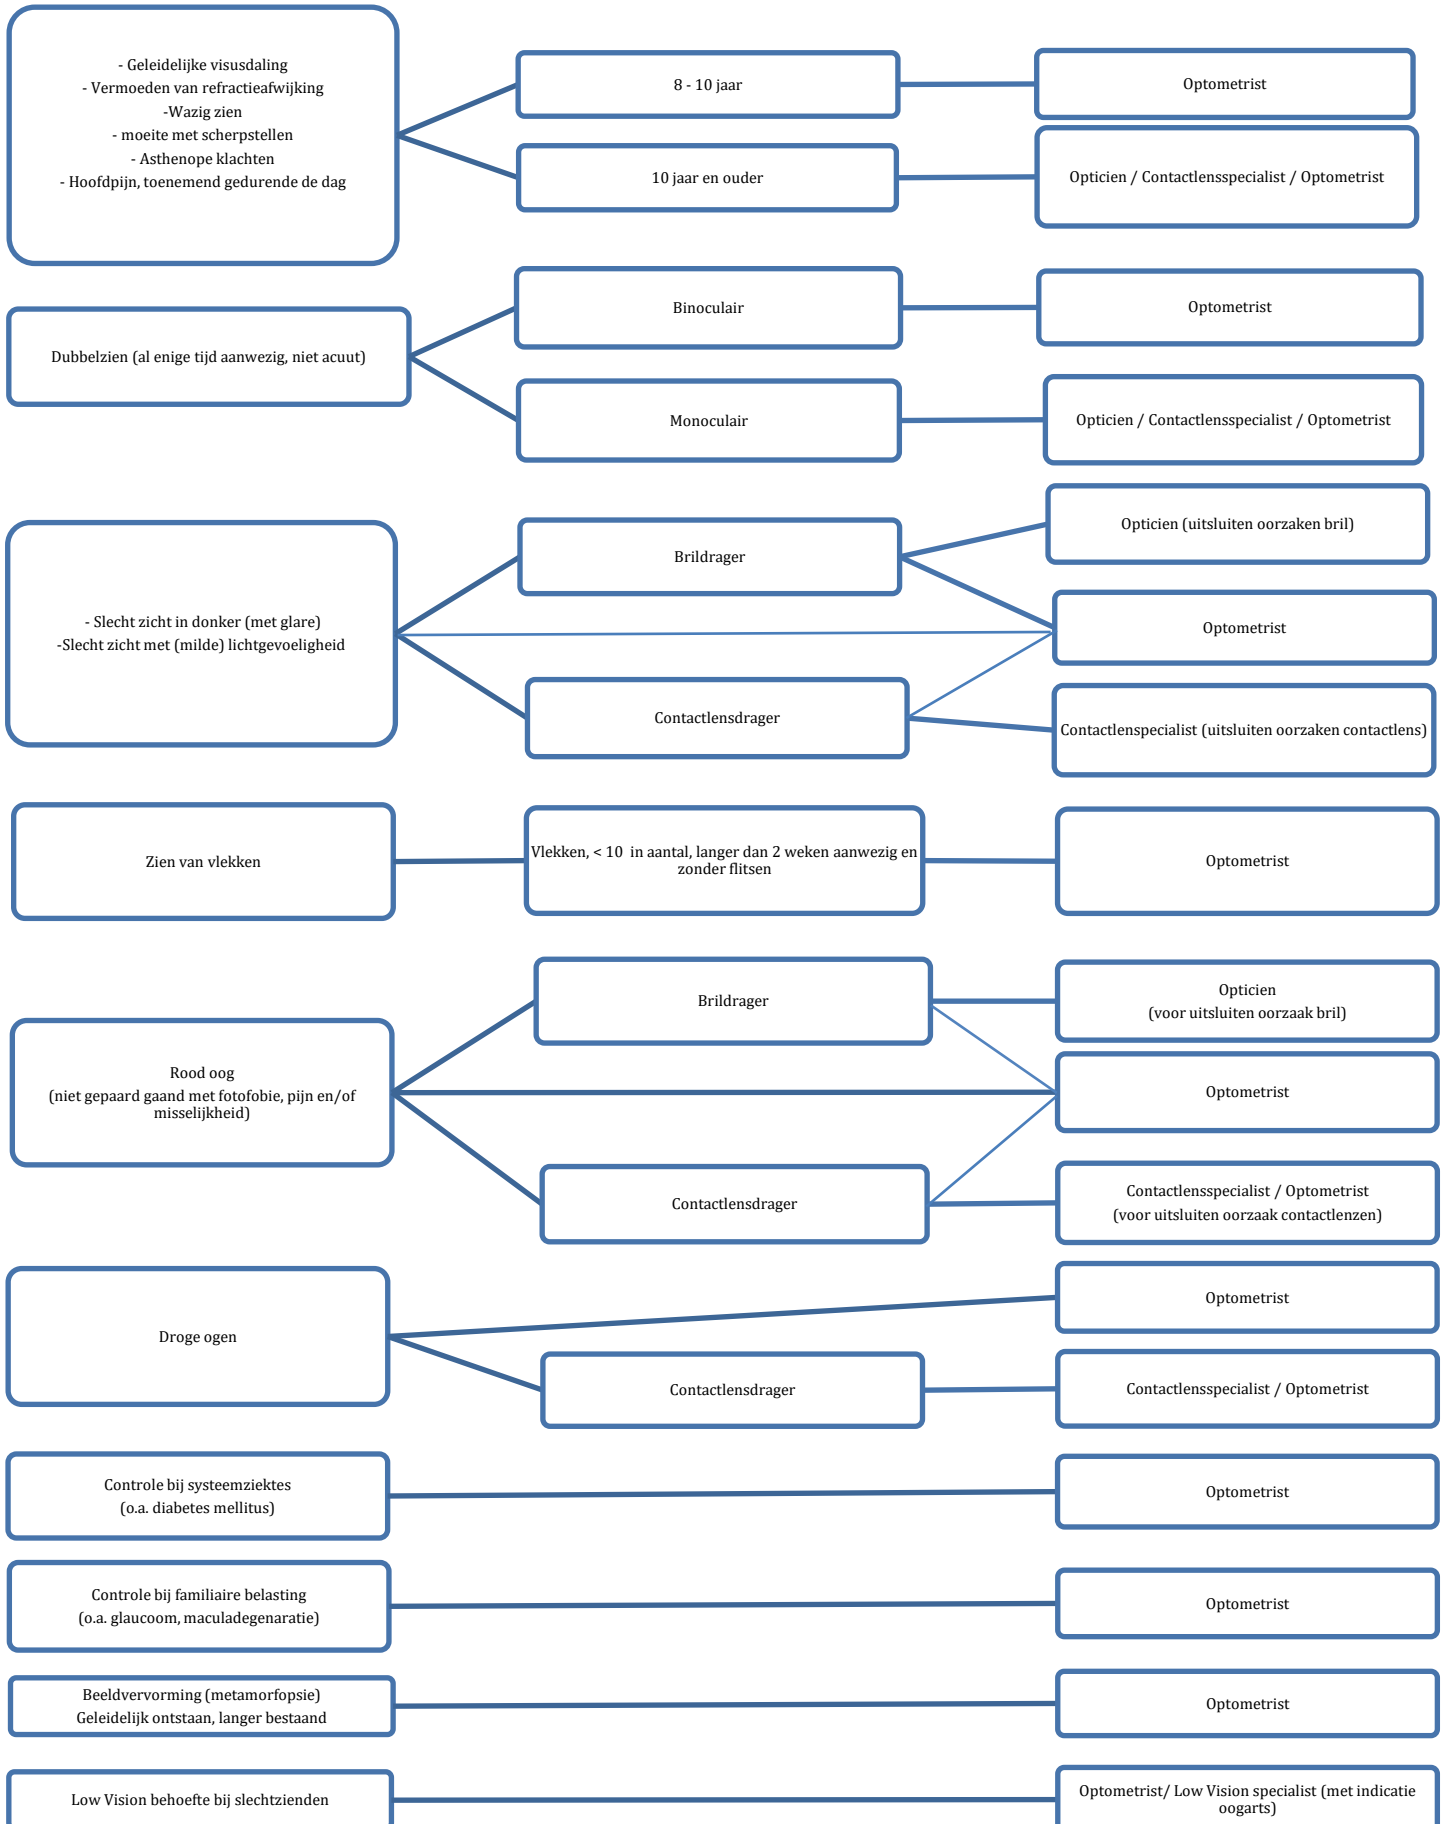 - Geleidelijke visusdaling
- Vermoeden van refractieafwijking
-Wazig zien
- moeite met scherpstellen
- Asthenope klachten
- Hoofdpijn, toenemend gedurende de dag
8 - 10 jaar
Optometrist
10 jaar en ouder
Opticien / Contactlensspecialist / Optometrist
Dubbelzien (al enige tijd aanwezig, niet acuut)
Binoculair
Optometrist
Monoculair
Opticien / Contactlensspecialist / Optometrist
- Slecht zicht in donker (met glare)
-Slecht zicht met (milde) lichtgevoeligheid
Brildrager
Opticien (uitsluiten oorzaken bril)
Optometrist
Contactlensdrager
Contactlenspecialist (uitsluiten oorzaken contactlens)
Zien van vlekken
Vlekken, < 10 in aantal, langer dan 2 weken aanwezig en
zonder flitsen
Optometrist
Rood oog
(niet gepaard gaand met fotofobie, pijn en/of
misselijkheid)
Brildrager
Opticien
(voor uitsluiten oorzaak bril)
Optometrist
Contactlensdrager
Contactlensspecialist / Optometrist
(voor uitsluiten oorzaak contactlenzen)
Droge ogen
Optometrist
Contactlensdrager
Contactlensspecialist / Optometrist
Controle bij systeemziektes
(o.a. diabetes mellitus)
Optometrist
Controle bij familiaire belasting
(o.a. glaucoom, maculadegenaratie)
Optometrist
Beeldvervorming (metamorfopsie)
Geleidelijk ontstaan, langer bestaand
Optometrist
Low Vision behoefte bij slechtzienden
Optometrist/ Low Vision specialist (met indicatie
oogarts)